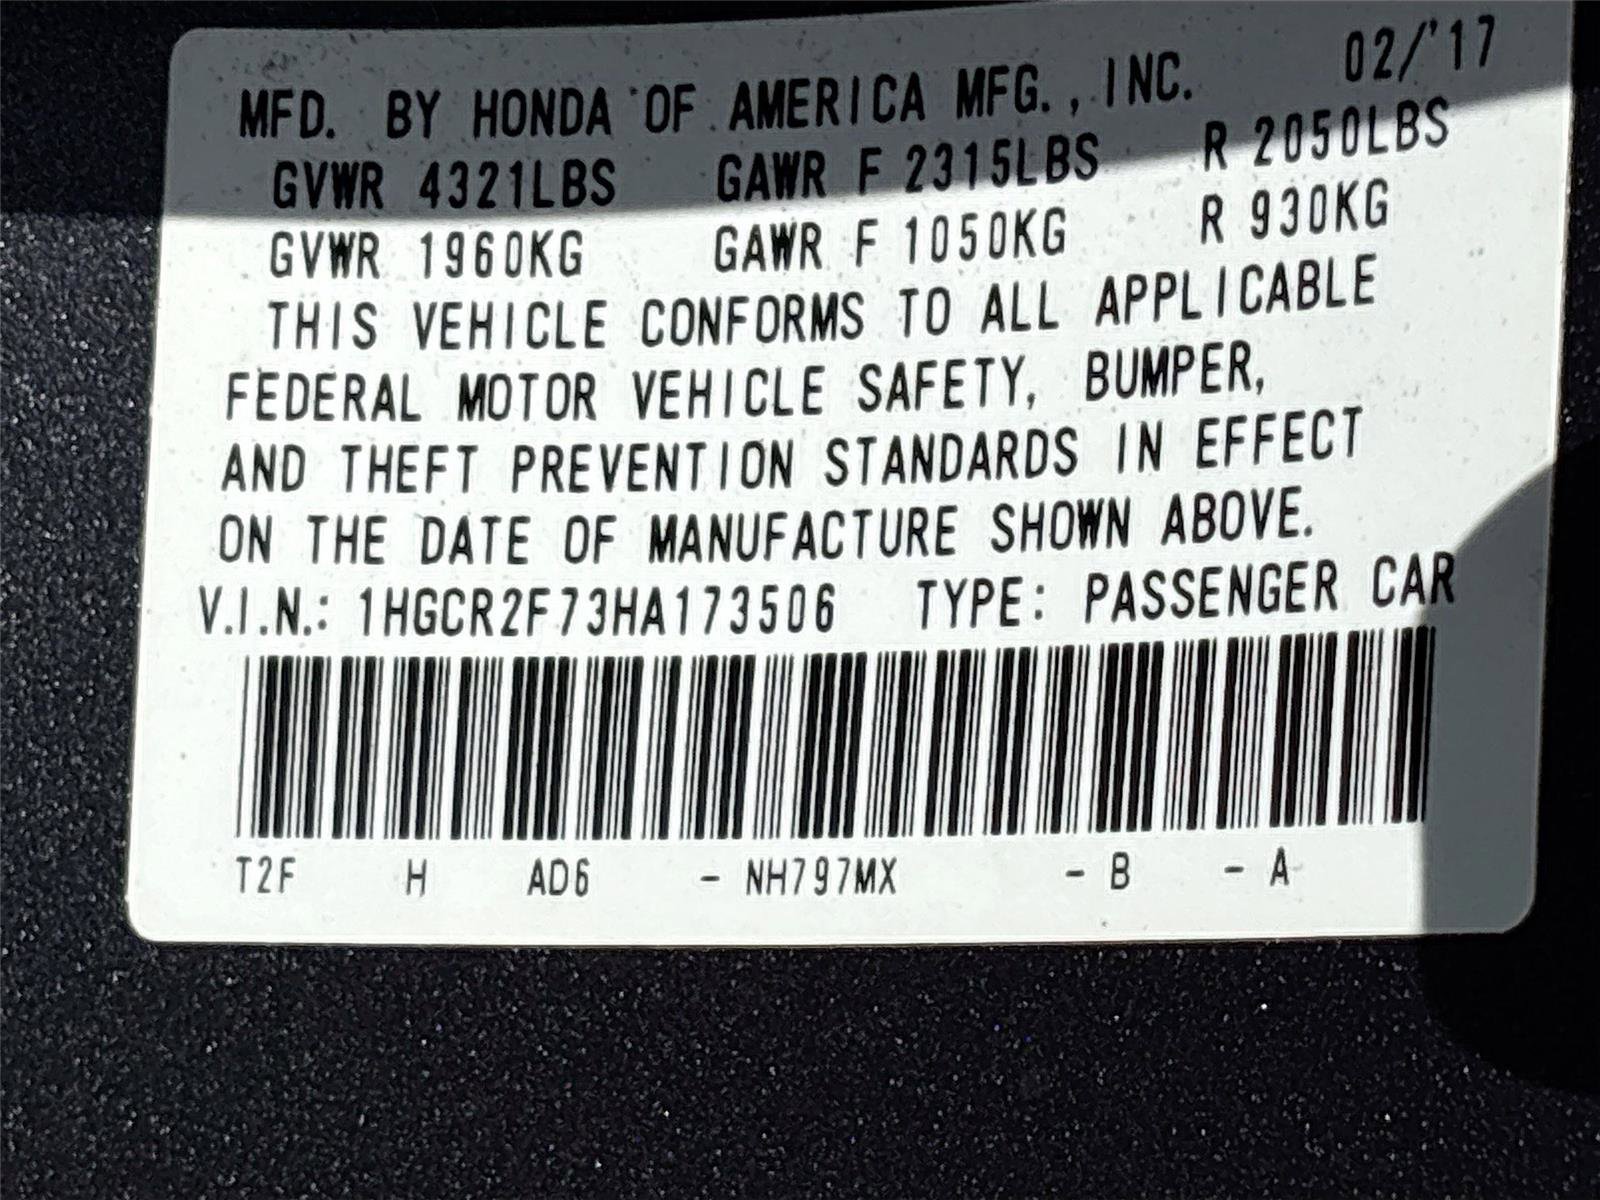 02/'17
MFD. BY HONDA OF AMERICA MFG., INC.
GVWR 4321LBS GAWR F 2315LBS R 2050LBS
GVWR 1960KG GAWR F 1050KG R 930KG
THIS VEHICLE CONFORMS TO ALL APPLICABLE
FEDERAL MOTOR VEHICLE SAFETY, BUMPER,
AND THEFT PREVENTION STANDARDS IN EFFECT
ON THE DATE OF MANUFACTURE SHOWN ABOVE.
V.I.N.: 1HGCR2F73HA173506 TYPE: PASSENGER CAR
T2F H AD6 - NH797MX - B - A